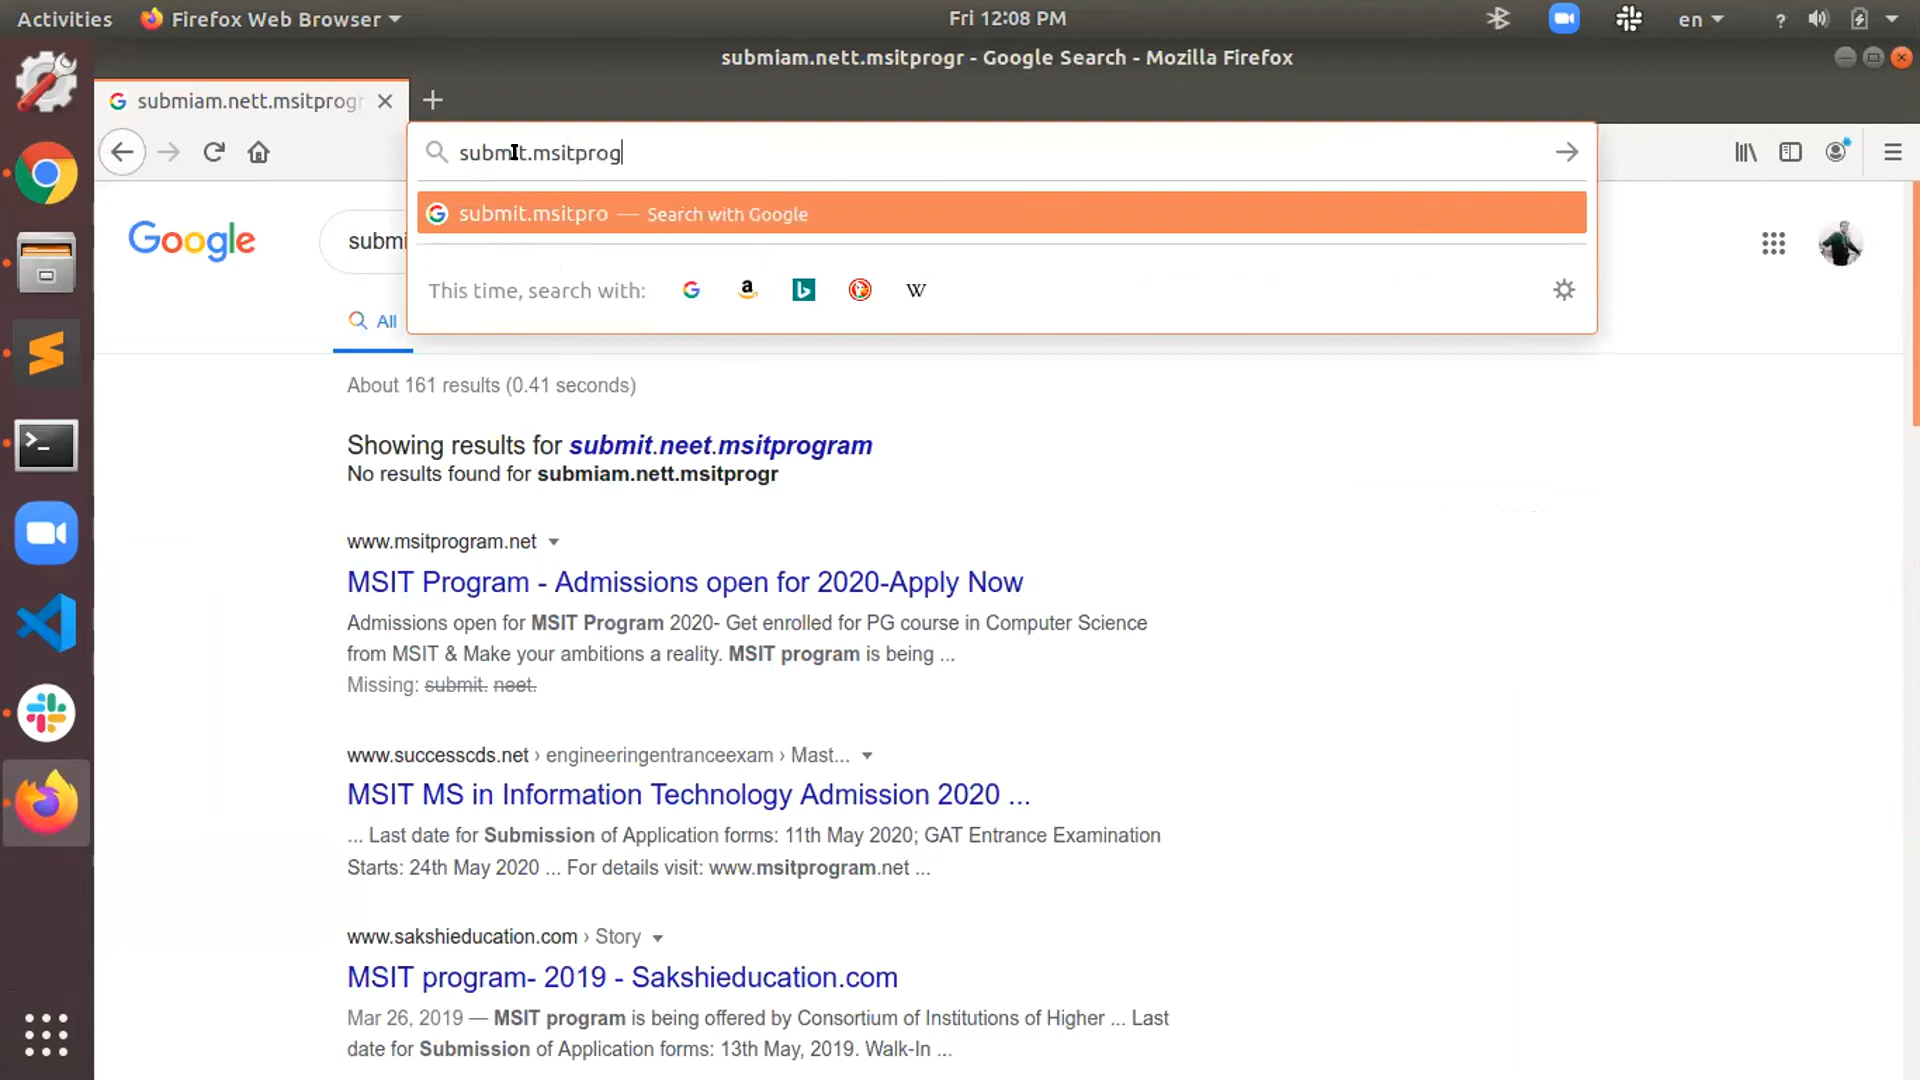 Activities
Firefox Web Browser
Fri 12:08 PM
en
?
submiam.nett.msitprogr - Google Search - Mozilla Firefox
submiam.nett.msitprogr
submit.msitprog
submit.msitpro — Search with Google
This time, search with:
Google
submi
All
About 161 results (0.41 seconds)
Showing results for submit.neet.msitprogram
No results found for submiam.nett.msitprogr
www.msitprogram.net
MSIT Program - Admissions open for 2020-Apply Now
Admissions open for MSIT Program 2020- Get enrolled for PG course in Computer Science
from MSIT & Make your ambitions a reality. MSIT program is being ...
Missing: submit. neet.
www.successcds.net › engineeringentranceexam › Mast...
MSIT MS in Information Technology Admission 2020 ...
... Last date for Submission of Application forms: 11th May 2020; GAT Entrance Examination
Starts: 24th May 2020 ... For details visit: www.msitprogram.net ...
www.sakshieducation.com › Story
MSIT program- 2019 - Sakshieducation.com
Mar 26, 2019 — MSIT program is being offered by Consortium of Institutions of Higher ... Last
date for Submission of Application forms: 13th May, 2019. Walk-In ...